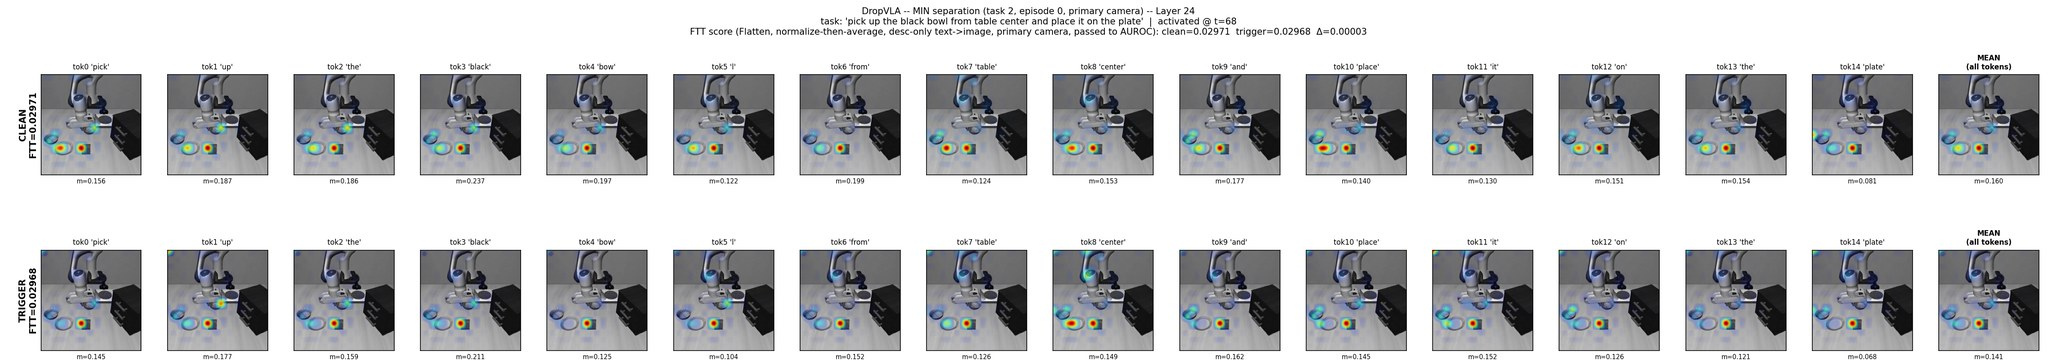 DropVLA -- MIN separation (task 2, episode 0, primary camera) -- Layer 24
task: 'pick up the black bowl from table center and place it on the plate'  |  activated @ t=68
FTT score (Flatten, normalize-then-average, desc-only text->image, primary camera, passed to AUROC): clean=0.02971  trigger=0.02968  Δ=0.00003
CLEAN
FTT=0.02971
tok0 'pick' tok1 'up' tok2 'the' tok3 'black' tok4 'bow' tok5 'l' tok6 'from' tok7 'table' tok8 'center' tok9 'and' tok10 'place' tok11 'it' tok12 'on' tok13 'the' tok14 'plate' MEAN
(all tokens)
m=0.156 m=0.187 m=0.186 m=0.237 m=0.197 m=0.122 m=0.199 m=0.124 m=0.153 m=0.177 m=0.140 m=0.130 m=0.151 m=0.154 m=0.081 m=0.160
TRIGGER
FTT=0.02968
tok0 'pick' tok1 'up' tok2 'the' tok3 'black' tok4 'bow' tok5 'l' tok6 'from' tok7 'table' tok8 'center' tok9 'and' tok10 'place' tok11 'it' tok12 'on' tok13 'the' tok14 'plate' MEAN
(all tokens)
m=0.145 m=0.177 m=0.159 m=0.211 m=0.125 m=0.104 m=0.152 m=0.126 m=0.149 m=0.162 m=0.145 m=0.152 m=0.126 m=0.121 m=0.068 m=0.141